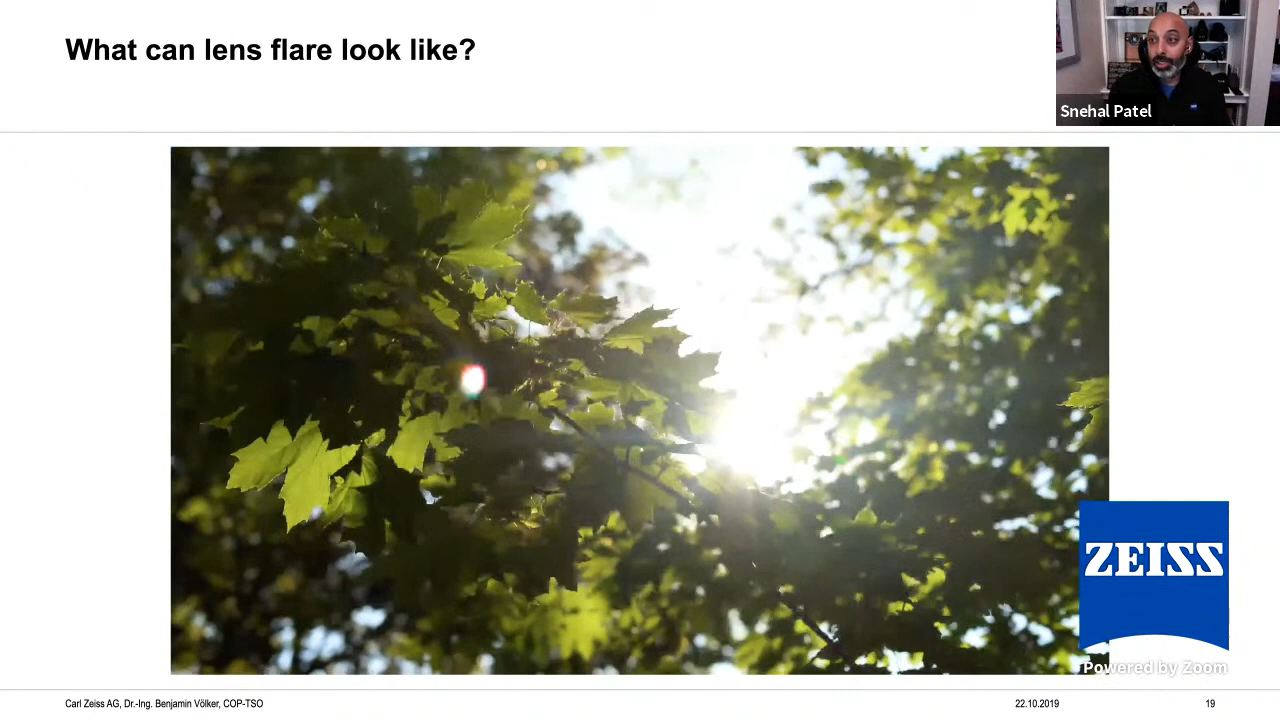 What can lens flare look like?
Snehal Patel
ZEISS
Powered by Zoom
Carl Zeiss AG, Dr.-Ing. Benjamin Völker, COP-TSO
22.10.2019
19